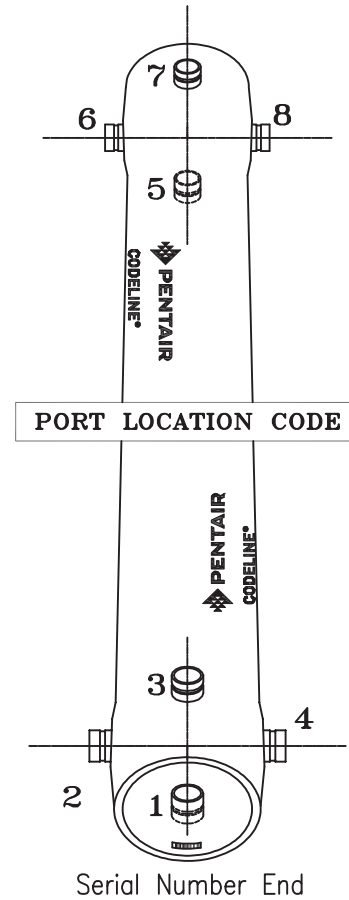 7
6
8
5
CODELINE®
PENTAIR
PORT LOCATION CODE
PENTAIR
CODELINE®
3
4
2
1
Serial Number End